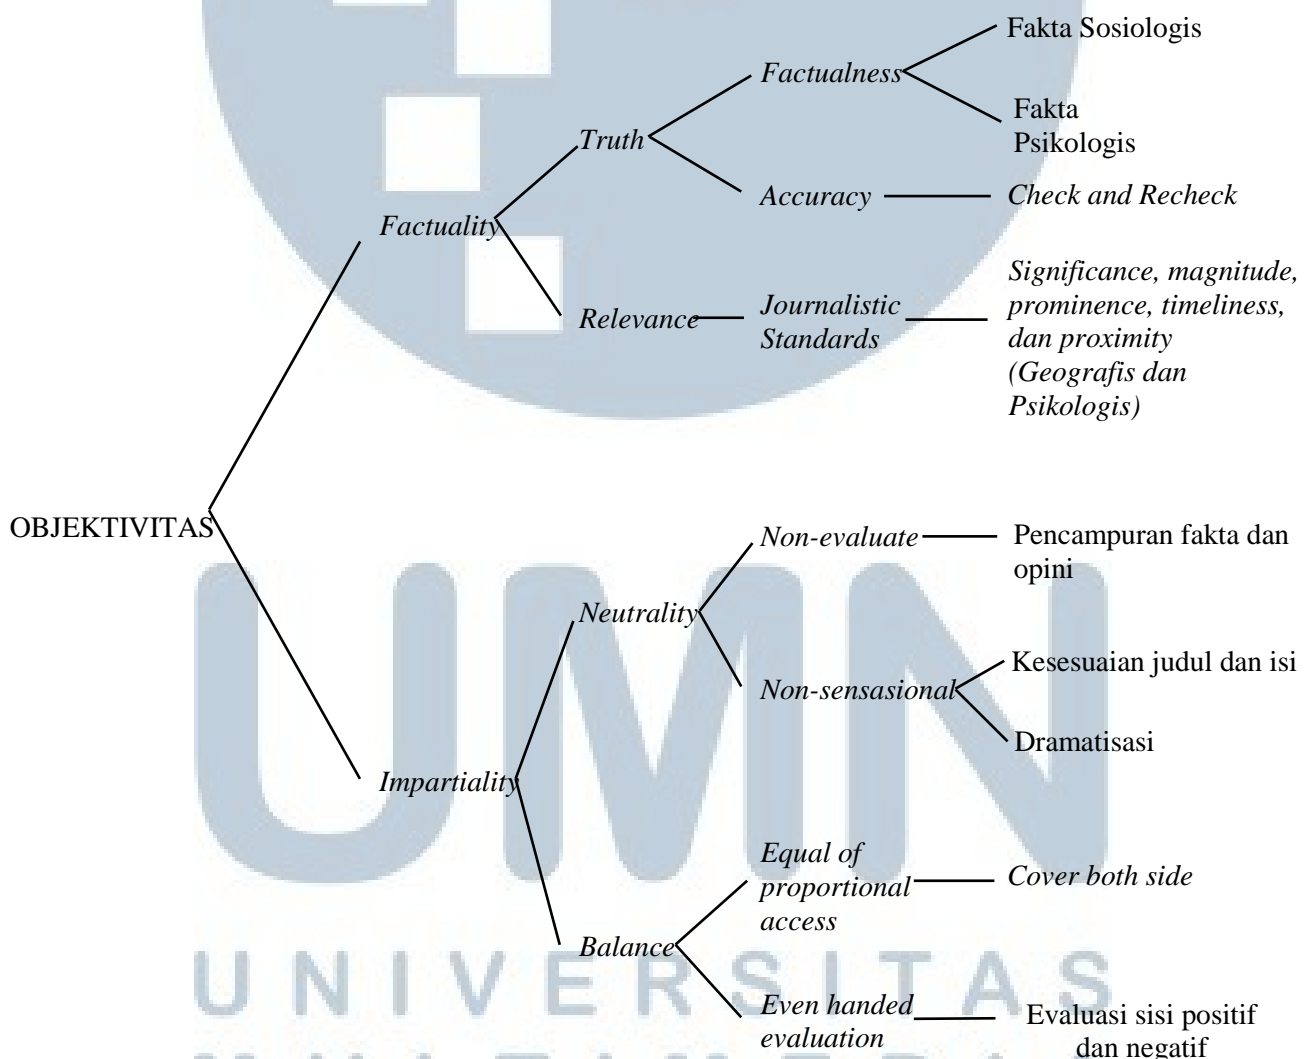 Fakta Sosiologis
Factualness
Fakta
Psikologis
Truth
Accuracy
Check and Recheck
Factuality
Relevance
Journalistic
Standards
Significance, magnitude,
prominence, timeliness,
dan proximity
(Geografis dan
Psikologis)
OBJEKTIVITAS
Non-evaluate
Pencampuran fakta dan
opini
Neutrality
Kesesuaian judul dan isi
Non-sensasional
Dramatisasi
Impartiality
Equal of
proportional
access
Cover both side
Balance
Even handed
evaluation
Evaluasi sisi positif
dan negatif
UMN
UNIVERSITAS